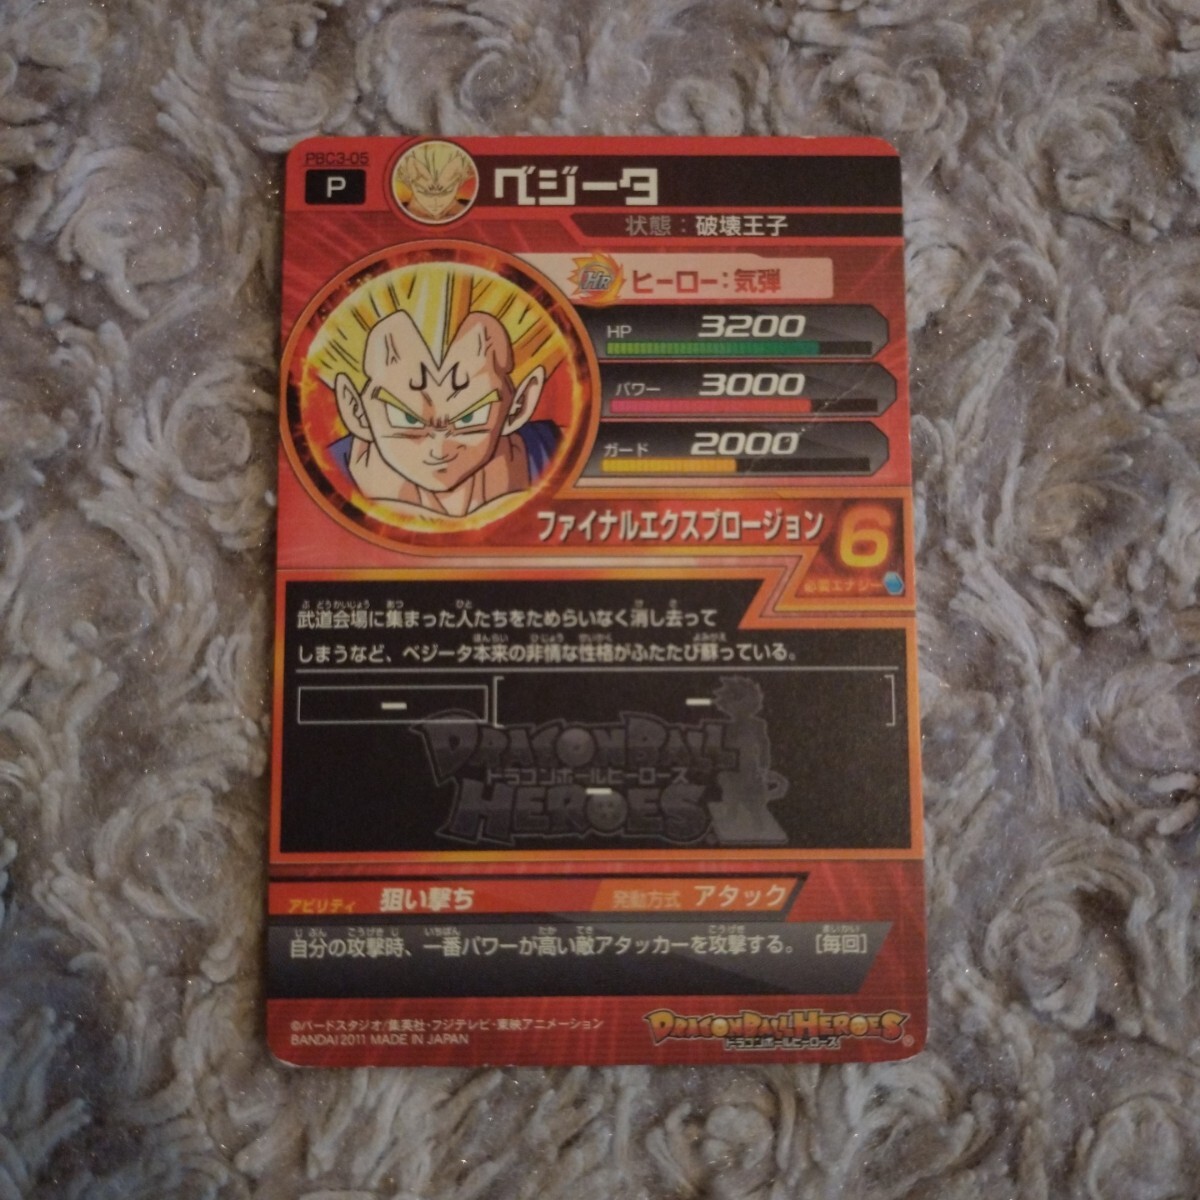 PBC3-05
P
ベジータ
状態：破壊王子
HR ヒーロー：気弾
HP 3200
パワー 3000
ガード 2000
ファイナルエクスプロージョン 6
必要エナジー
武道会場に集まった人たちをためらいなく消し去って
しまうなど、ベジータ本来の非情な性格がふたたび蘇っている。
ー [ ー ]
DRAGON BALL
ドラゴンボールヒーローズ
HEROES
ー
アビリティ 狙い撃ち 発動方式 アタック
自分の攻撃時、一番パワーが高い敵アタッカーを攻撃する。［毎回］
©バードスタジオ/集英社・フジテレビ・東映アニメーション
BANDAI 2011 MADE IN JAPAN
DRAGON BALL HEROES
ドラゴンボールヒーローズ